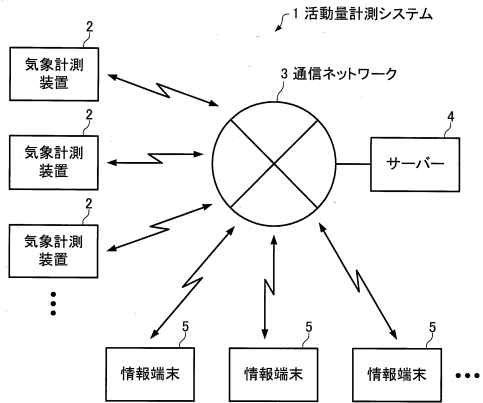 1 活動量計測システム
2
気象計測
装置
3 通信ネットワーク
2
気象計測
装置
4
サーバー
2
気象計測
装置
5
情報端末
5
情報端末
5
情報端末